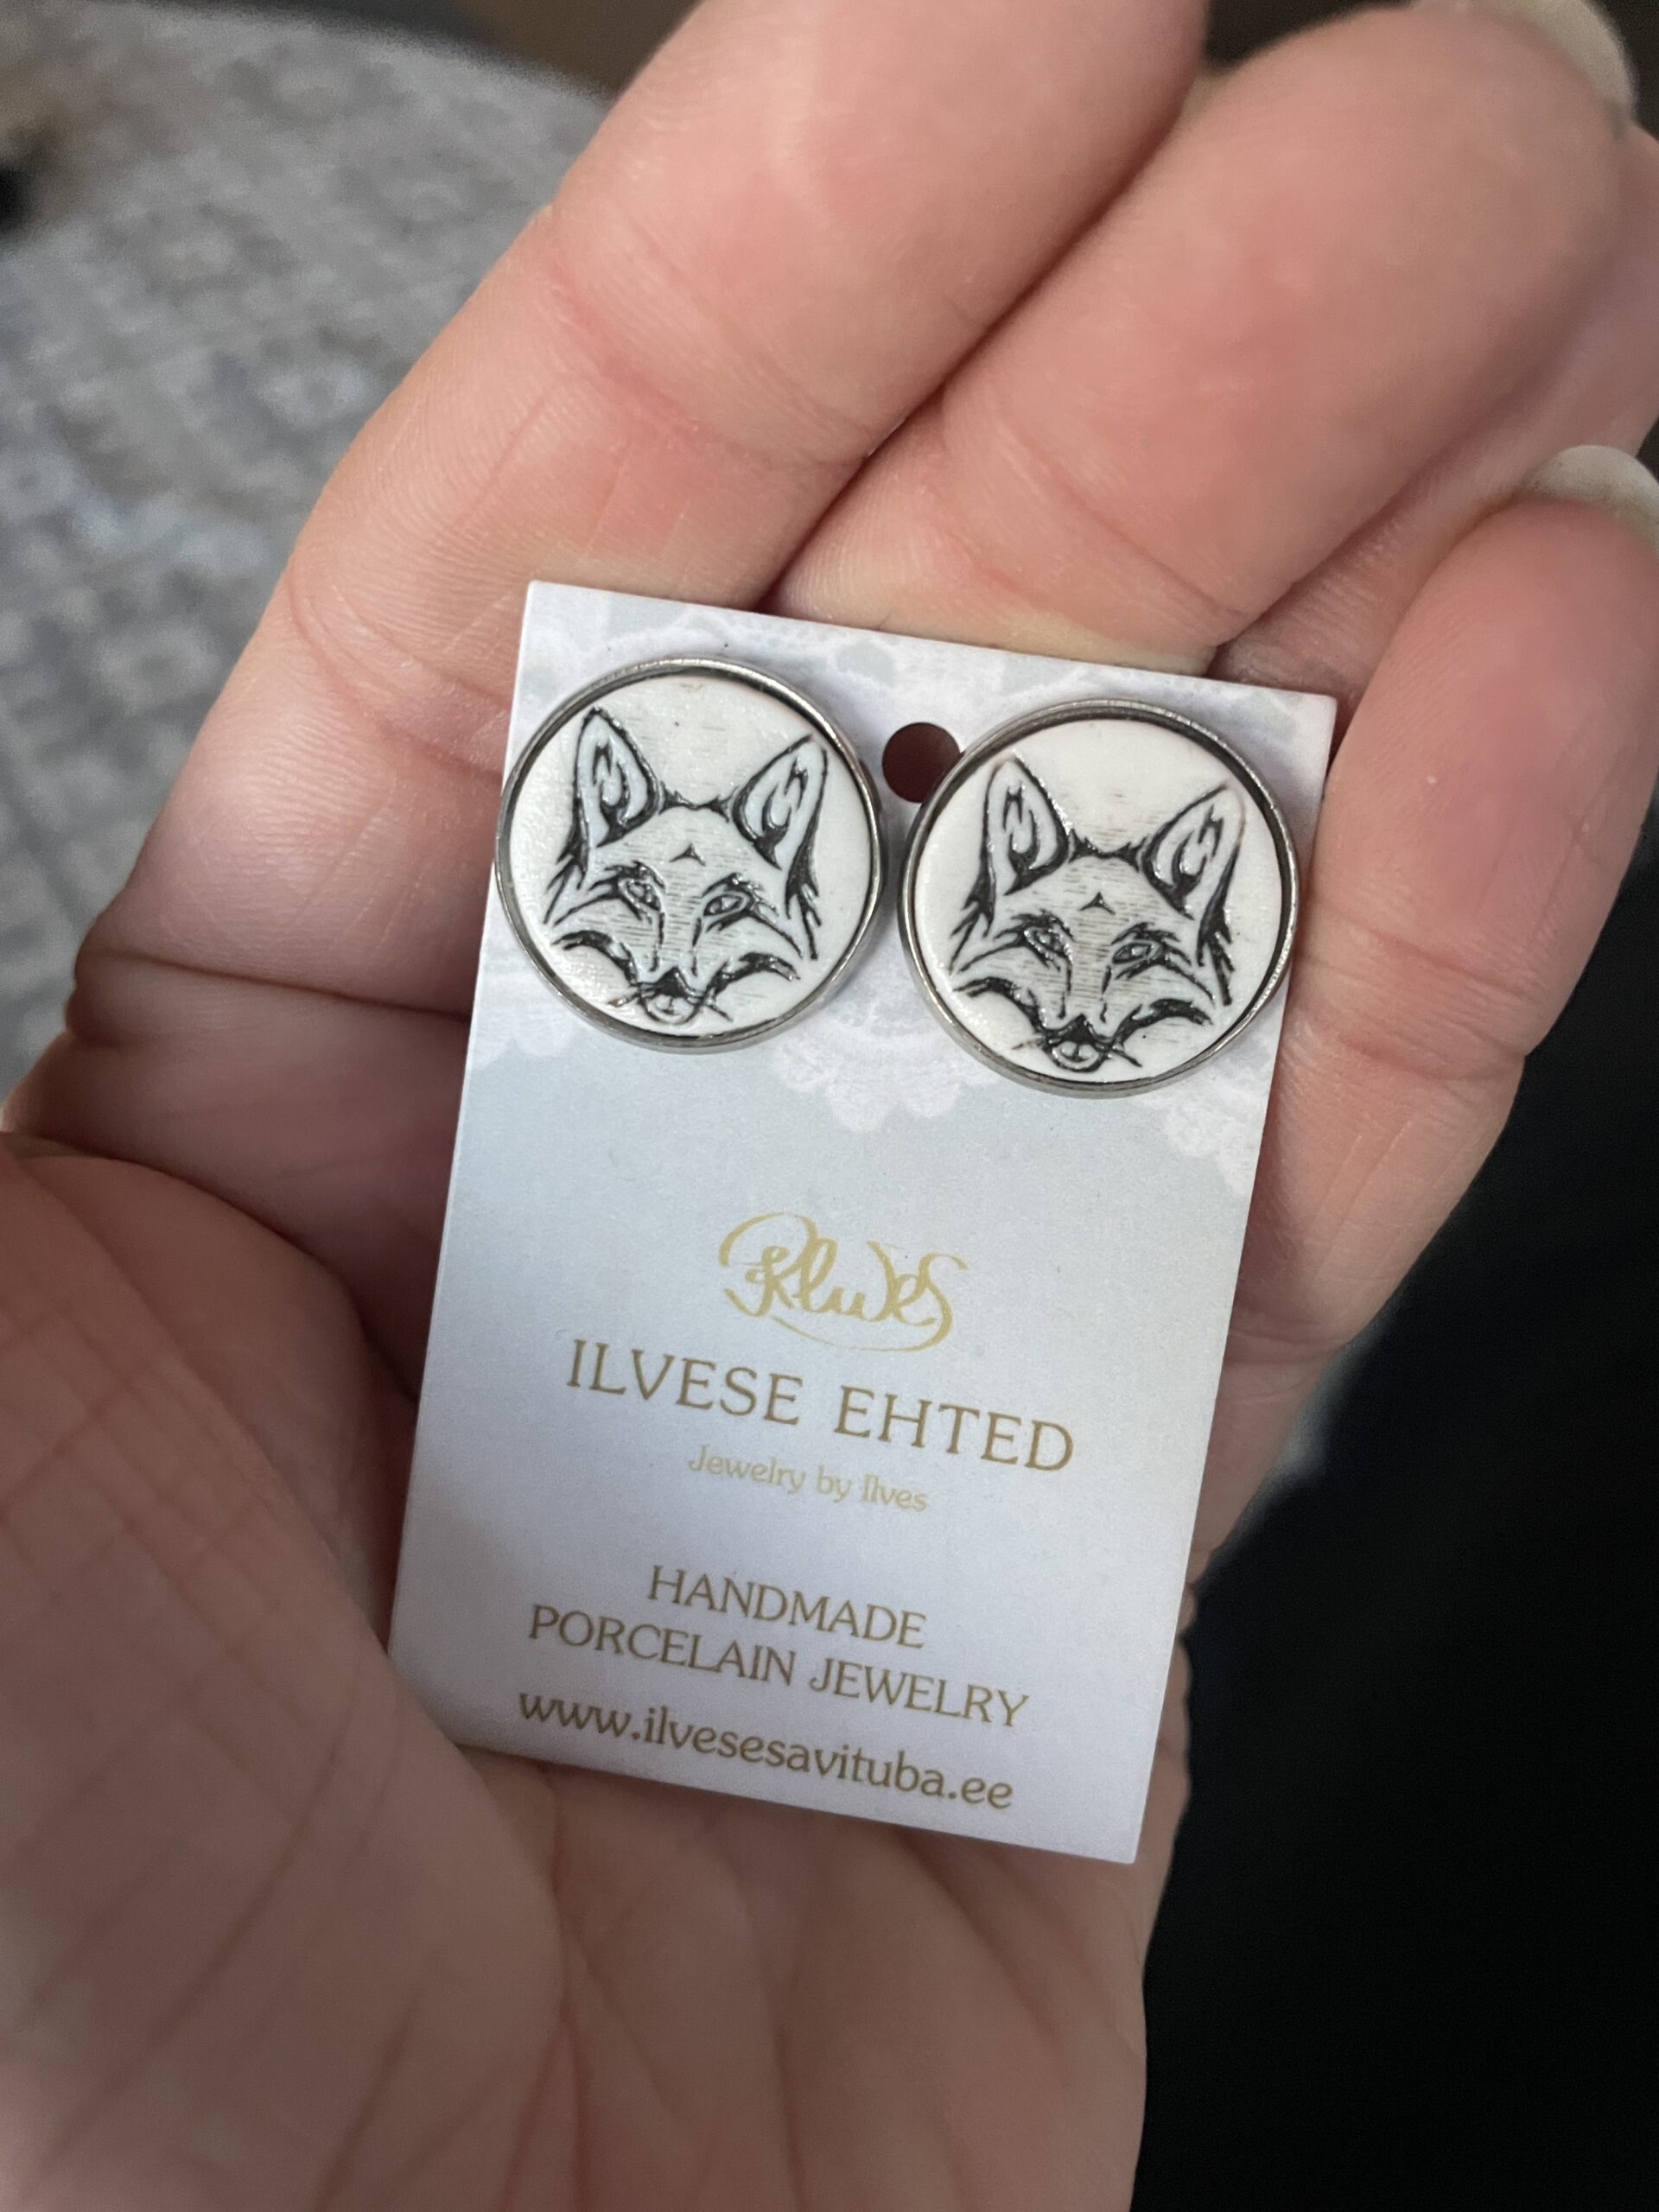 ILVESE EHTED
Jewelry by Ilves
HANDMADE
PORCELAIN JEWELRY
www.ilvesesavituba.ee